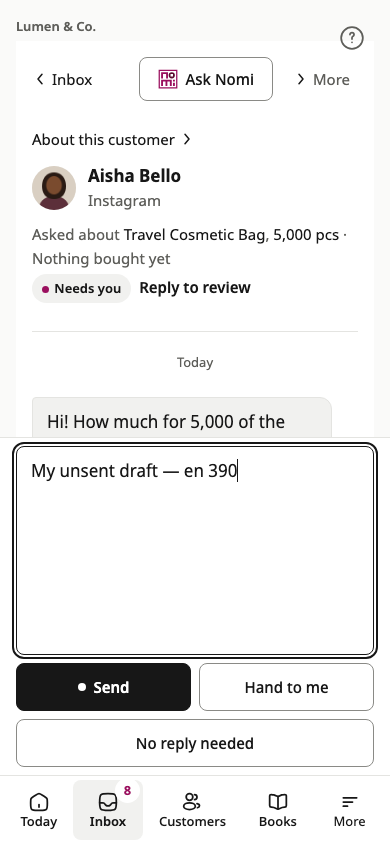 Lumen & Co.
Inbox
Ask Nomi
More
About this customer
Aisha Bello
Instagram
Asked about Travel Cosmetic Bag, 5,000 pcs ·
Nothing bought yet
Needs you
Reply to review
Today
Hi! How much for 5,000 of the
My unsent draft — en 390
Send
Hand to me
No reply needed
8
Today
Inbox
Customers
Books
More